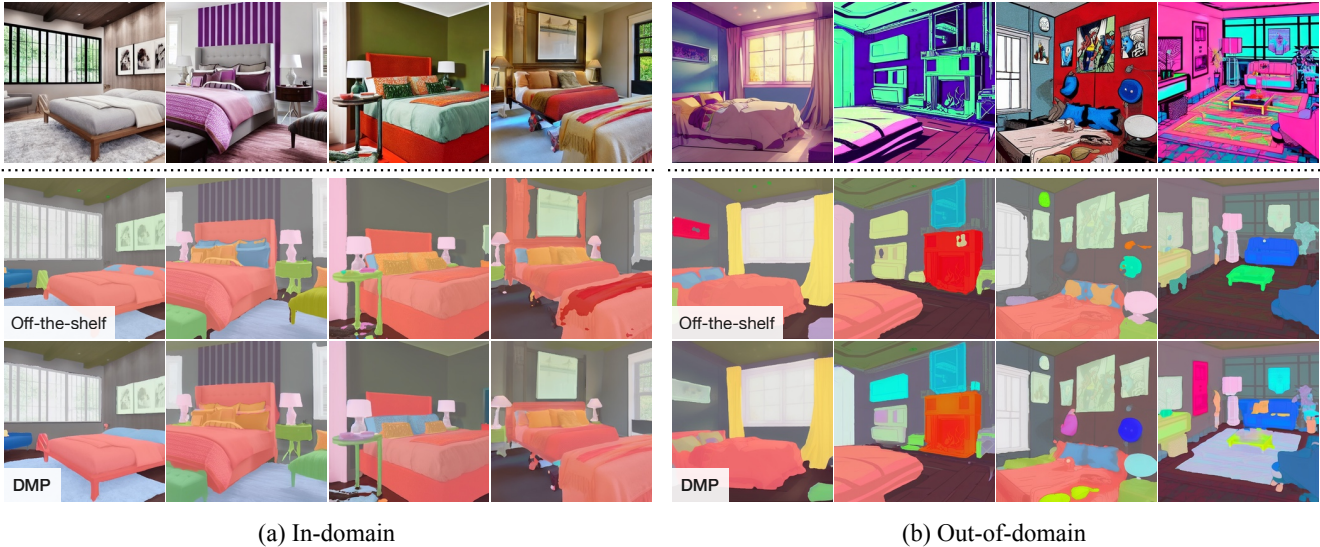 Off-the-shelf
Off-the-shelf
DMP
DMP
(a) In-domain
(b) Out-of-domain